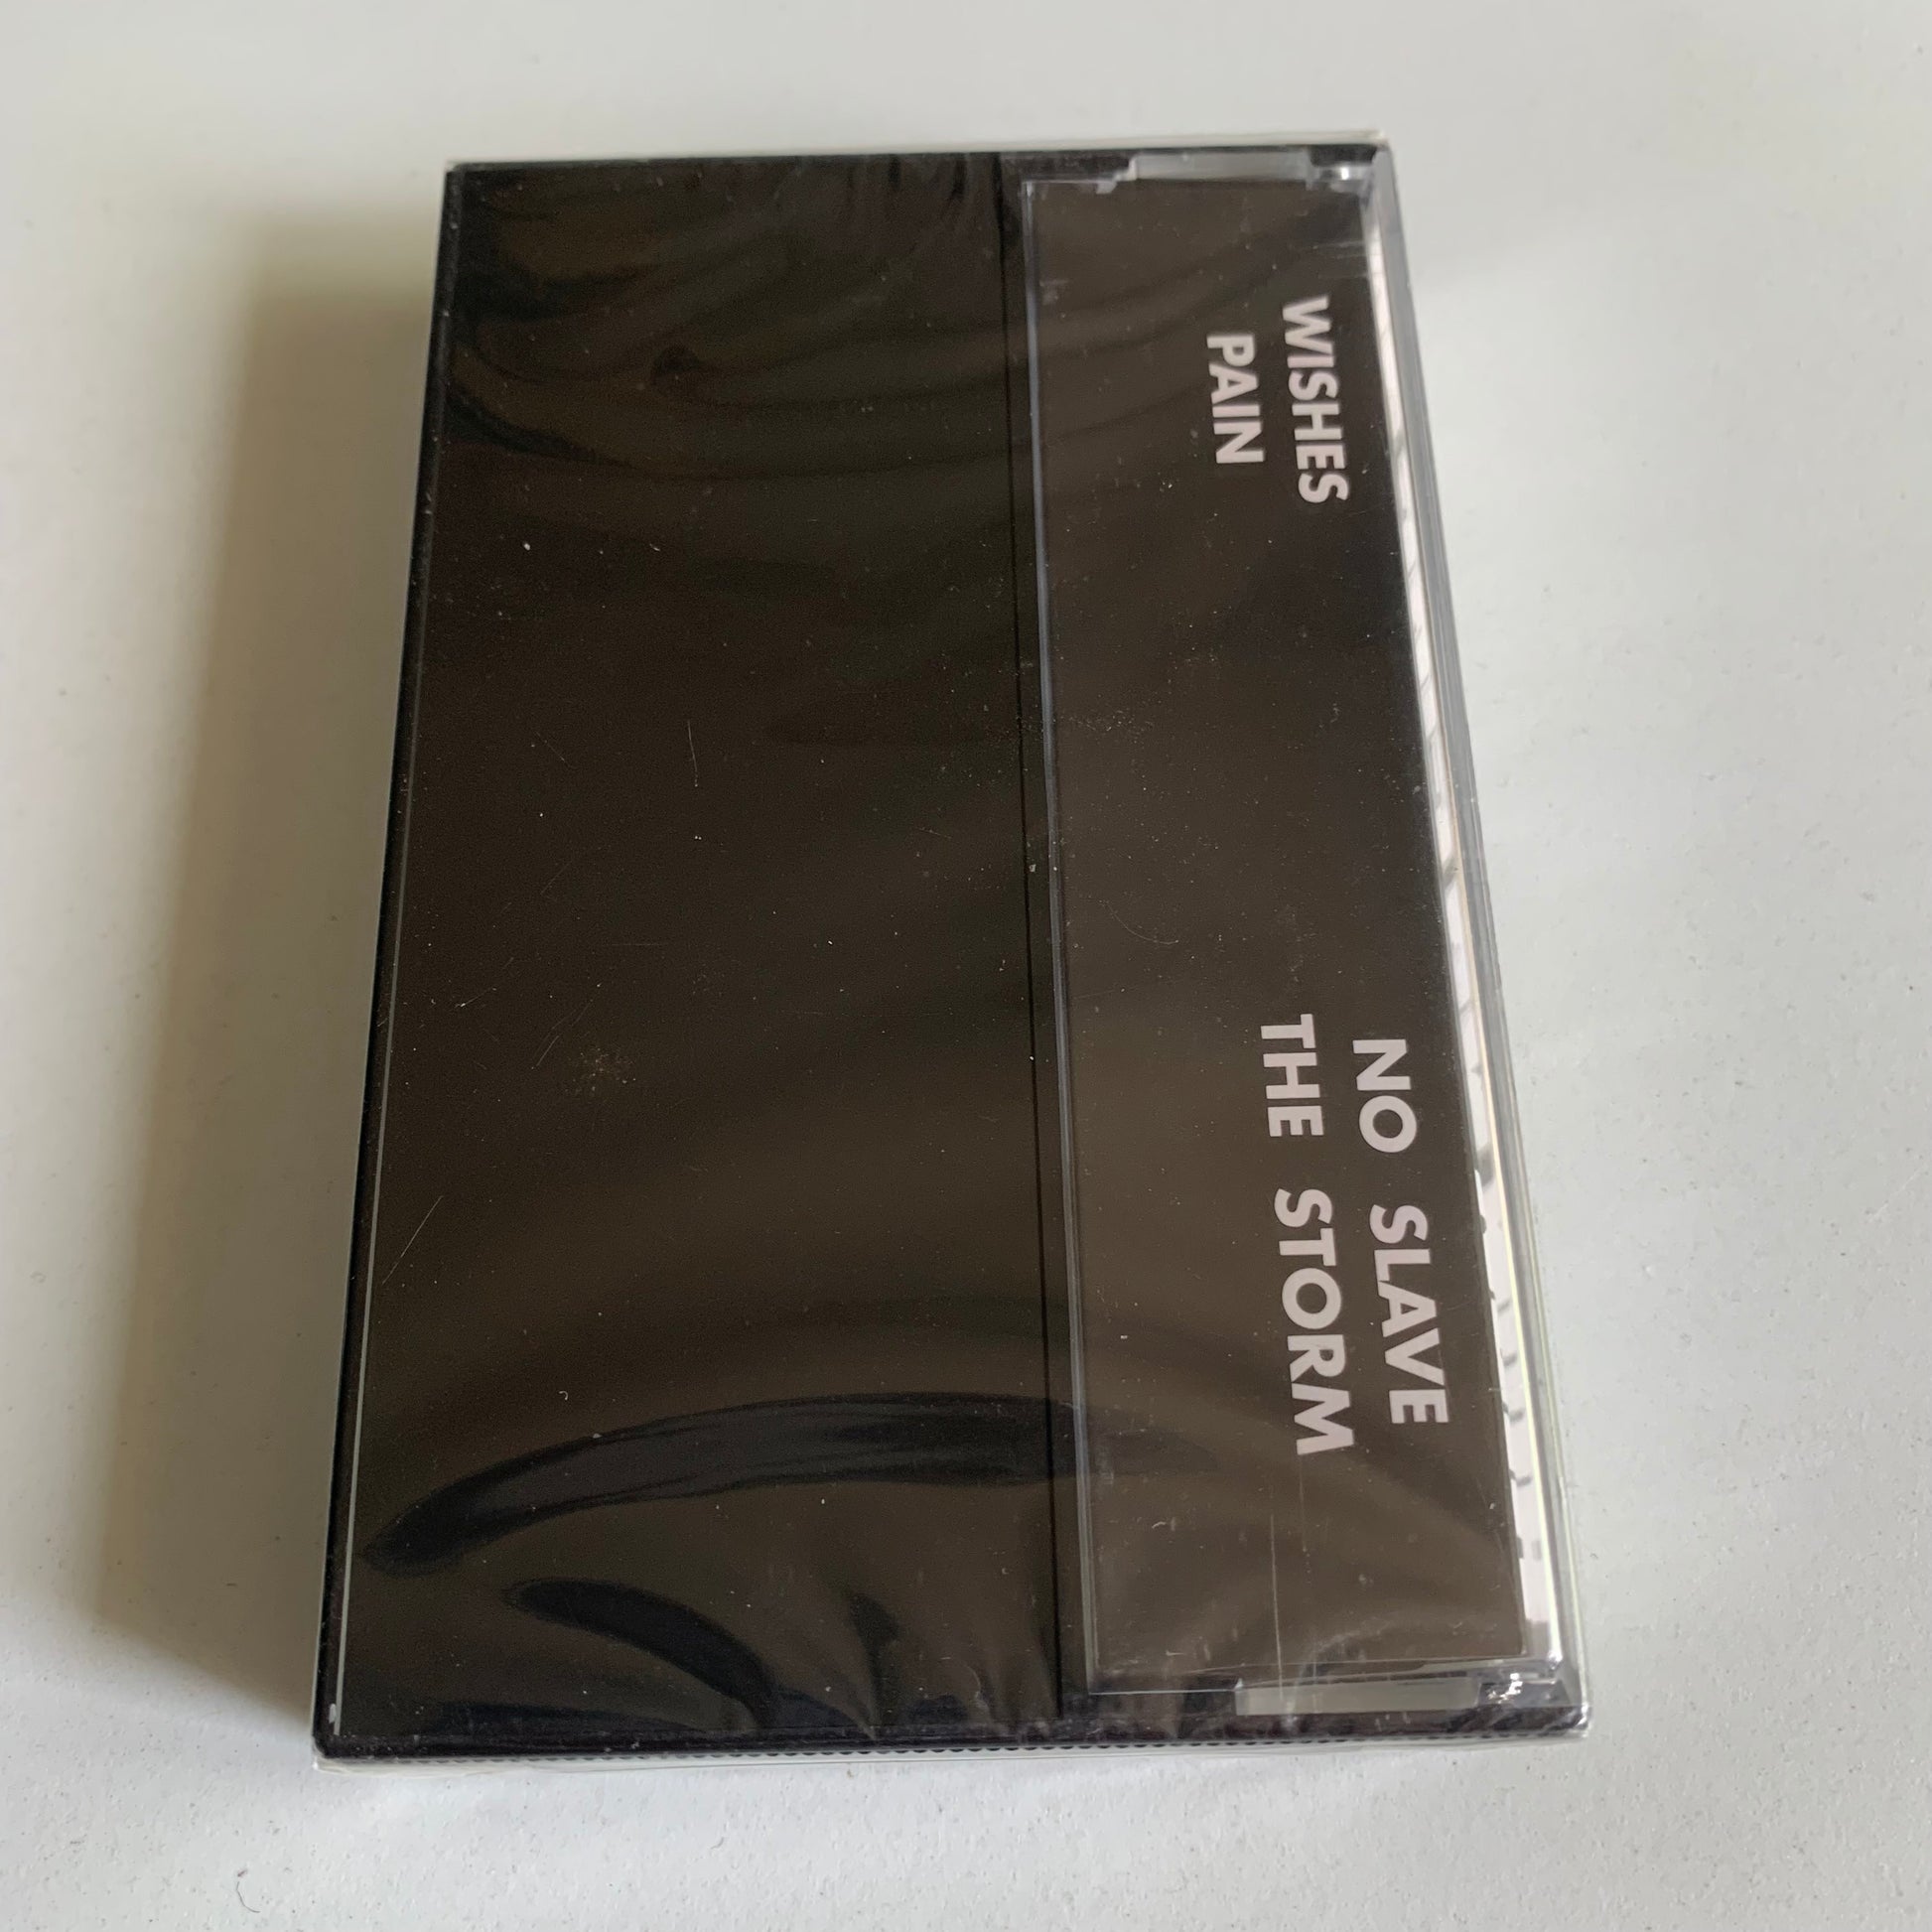 WISHES
PAIN
NO SLAVE
THE STORM